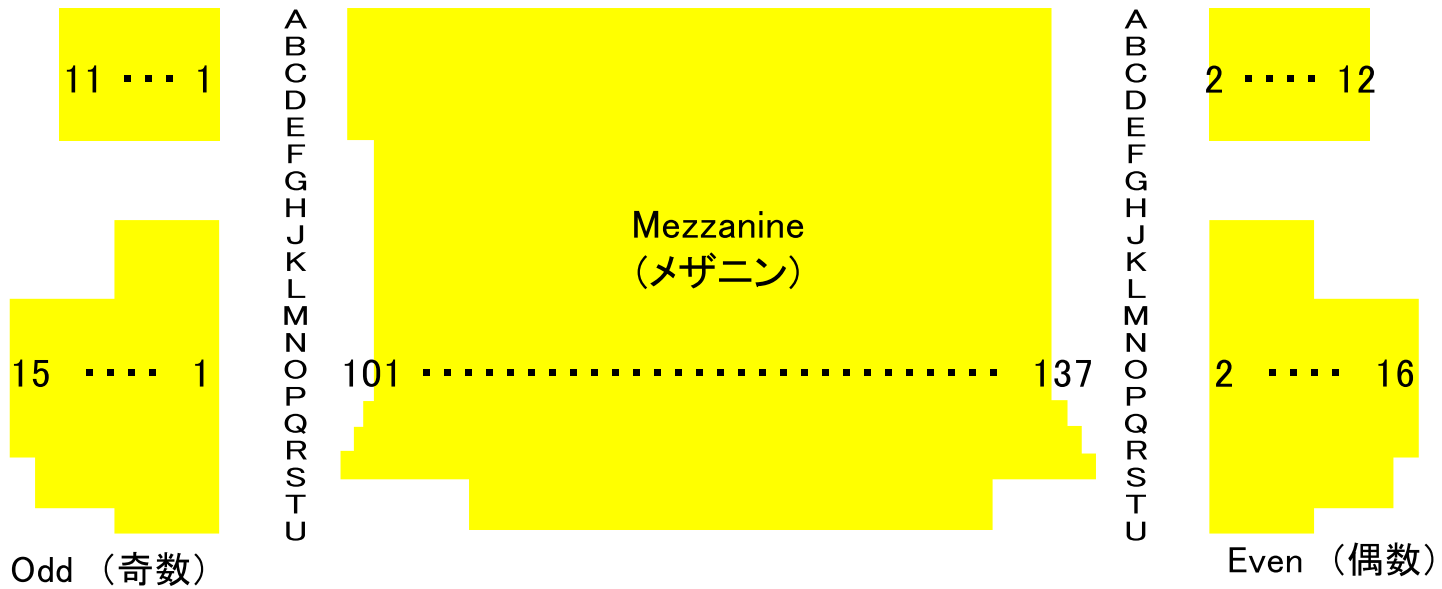 A A
B B
11 ・・・ 1 C C 2 ・・・・ 12
D D
E E
F F
G G
H Mezzanine H
J J
K （メザニン） K
L L
M M
N N
15 ・・・・ 1 O 101 ・・・・・・・・・・・・・・・・・・・・・・・・・・・・ 137 O 2 ・・・・ 16
P P
Q Q
R R
S S
T T
U U
Odd （奇数） Even （偶数）